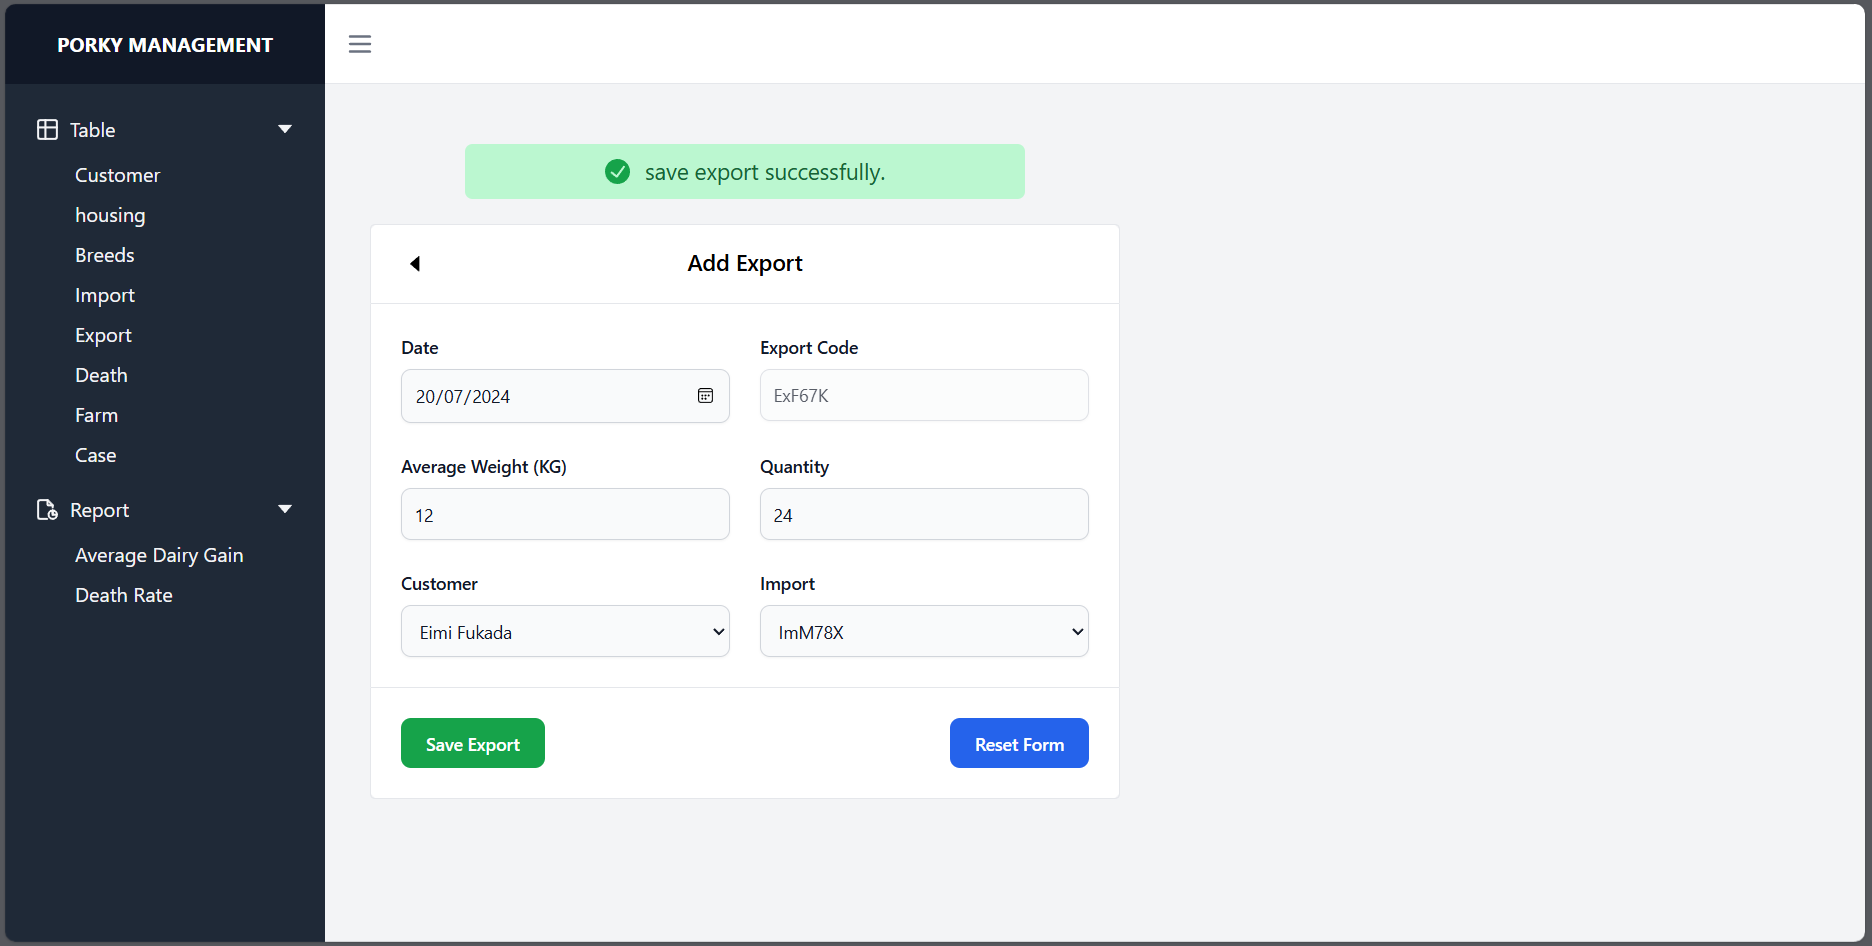 PORKY MANAGEMENT
Table
Customer
housing
Breeds
Import
Export
Death
Farm
Case
Report
Average Dairy Gain
Death Rate
save export successfully.
Add Export
Date
Export Code
20/07/2024
ExF67K
Average Weight (KG)
Quantity
12
24
Customer
Import
Eimi Fukada
ImM78X
Save Export
Reset Form